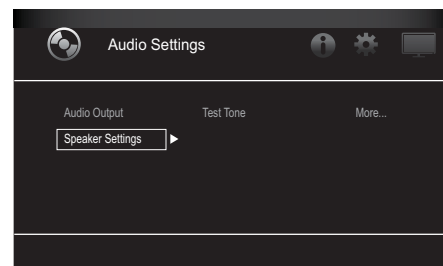 Audio Settings
Audio Output Test Tone More...
Speaker Settings